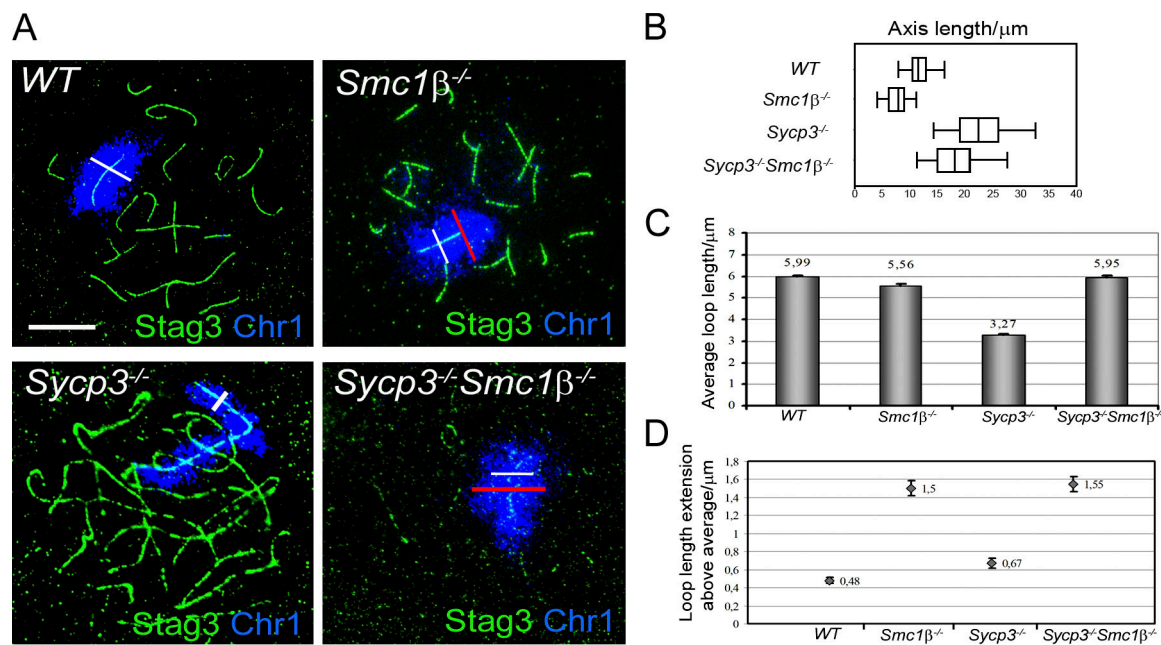 A
WT
Stag3 Chr1
Smc1β-/-
Stag3 Chr1
Sycp3-/-
Stag3 Chr1
Sycp3-/-Smc1β-/-
Stag3 Chr1
B
Axis length/μm
WT
Smc1β-/-
Sycp3-/-
Sycp3-/-Smc1β-/-
0 5 10 15 20 25 30 35 40
C
Average loop length/μm
8
7
6
5
4
3
2
1
0
5,99
5,56
3,27
5,95
WT Smc1β-/- Sycp3-/- Sycp3-/-Smc1β-/-
D
Loop length extension
above average/μm
1,8
1,6
1,4
1,2
1
0,8
0,6
0,4
0,2
0
0,48
1,5
0,67
1,55
WT Smc1β-/- Sycp3-/- Sycp3-/-Smc1β-/-